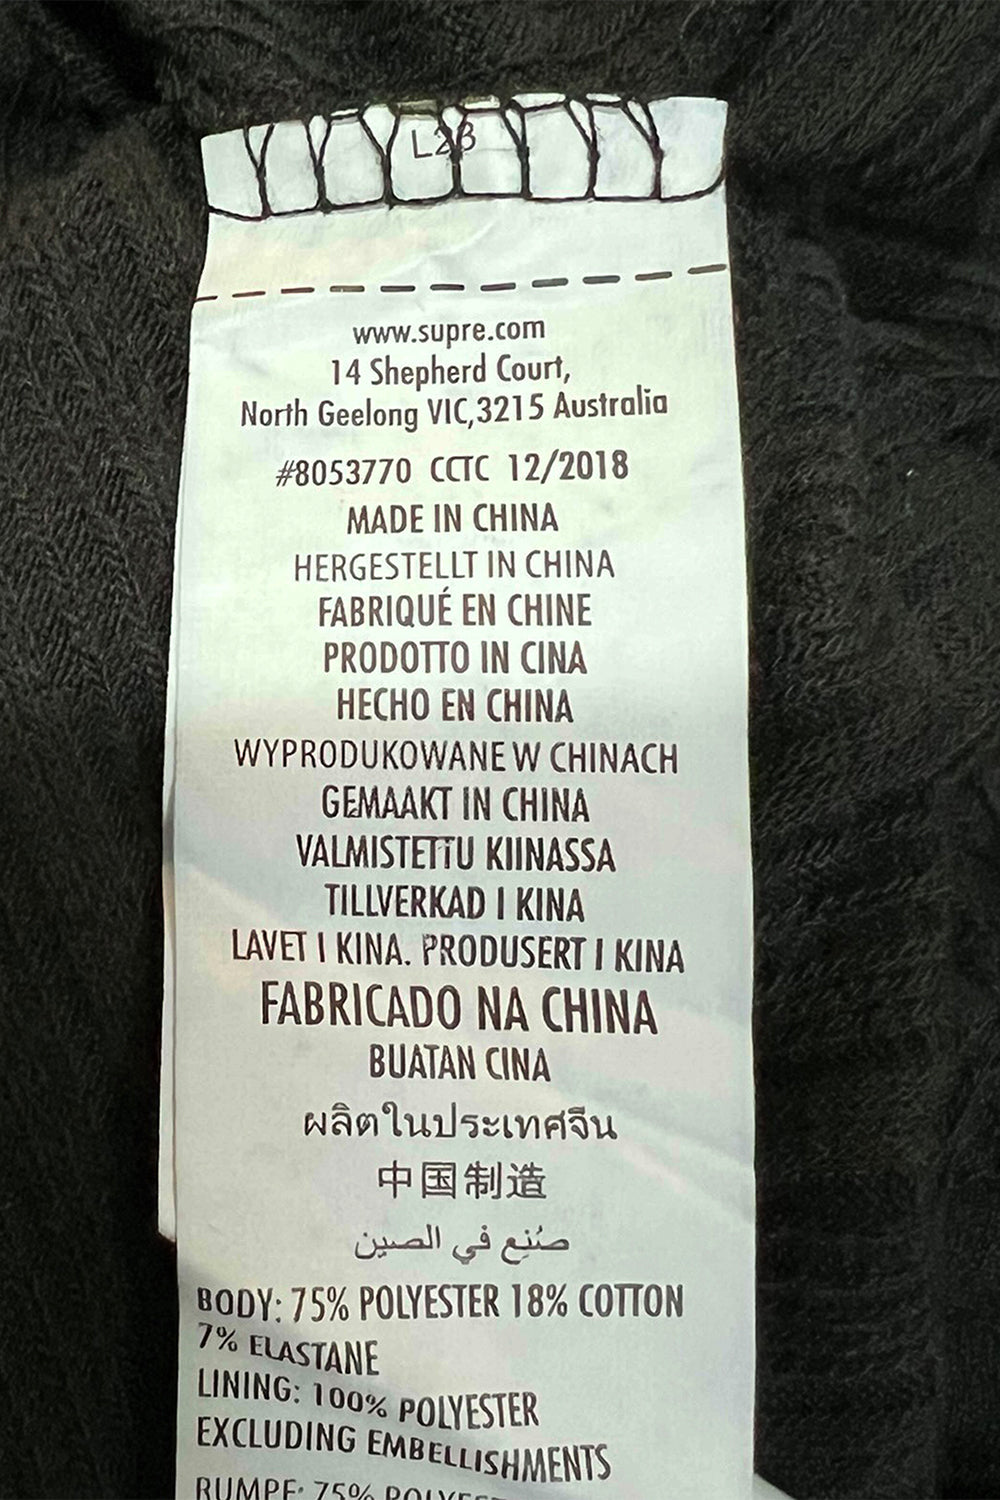 L23
www.supre.com
14 Shepherd Court,
North Geelong VIC,3215 Australia
#8053770 CCTC 12/2018
MADE IN CHINA
HERGESTELLT IN CHINA
FABRIQUÉ EN CHINE
PRODOTTO IN CINA
HECHO EN CHINA
WYPRODUKOWANE W CHINACH
GEMAAKT IN CHINA
VALMISTETTU KIINASSA
TILLVERKAD I KINA
LAVET I KINA. PRODUSERT I KINA
FABRICADO NA CHINA
BUATAN CINA
ผลิตในประเทศจีน
中国制造
صُنِع في الصين
BODY: 75% POLYESTER 18% COTTON
7% ELASTANE
LINING: 100% POLYESTER
EXCLUDING EMBELLISHMENTS
RUMPF: 75%